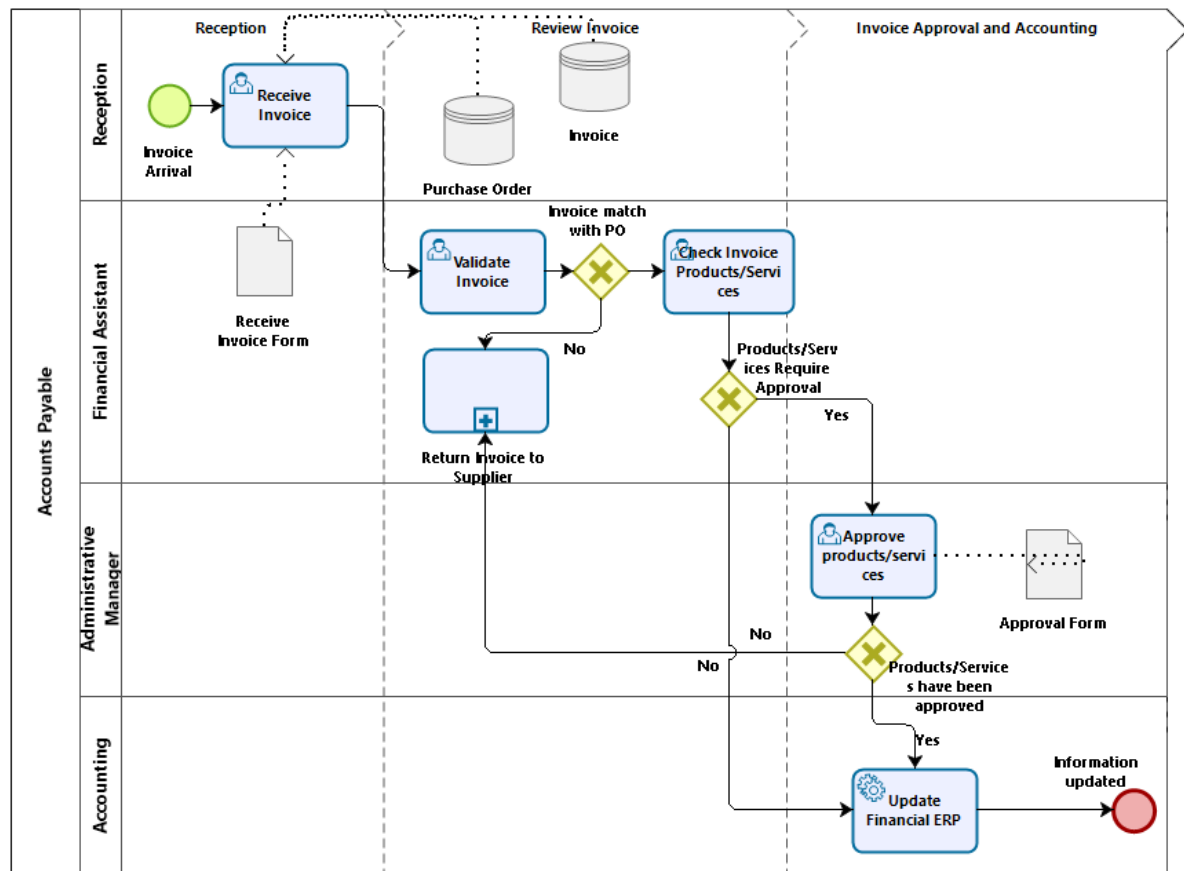 Reception
Review Invoice
Invoice Approval and Accounting
Accounts Payable
Reception
Receive
Invoice
Invoice
Arrival
Purchase Order
Invoice
Financial Assistant
Receive
Invoice Form
Validate
Invoice
Invoice match
with PO
No
Check Invoice
Products/Servi
ces
Return Invoice to
Supplier
Products/Serv
ices Require
Approval
Yes
Administrative
Manager
Approve
products/servi
ces
Approval Form
No
No
Products/Service
s have been
approved
Yes
Accounting
Update
Financial ERP
Information
updated